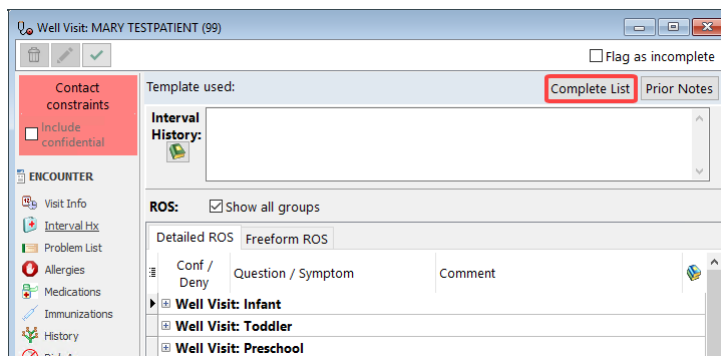 Well Visit: MARY TESTPATIENT (99)
Flag as incomplete
Contact constraints
Include confidential
Template used:
Complete List
Prior Notes
Interval History:
ENCOUNTER
Visit Info
Interval Hx
Problem List
Allergies
Medications
Immunizations
History
ROS:
Show all groups
Detailed ROS
Freeform ROS
Conf / Deny
Question / Symptom
Comment
Well Visit: Infant
Well Visit: Toddler
Well Visit: Preschool